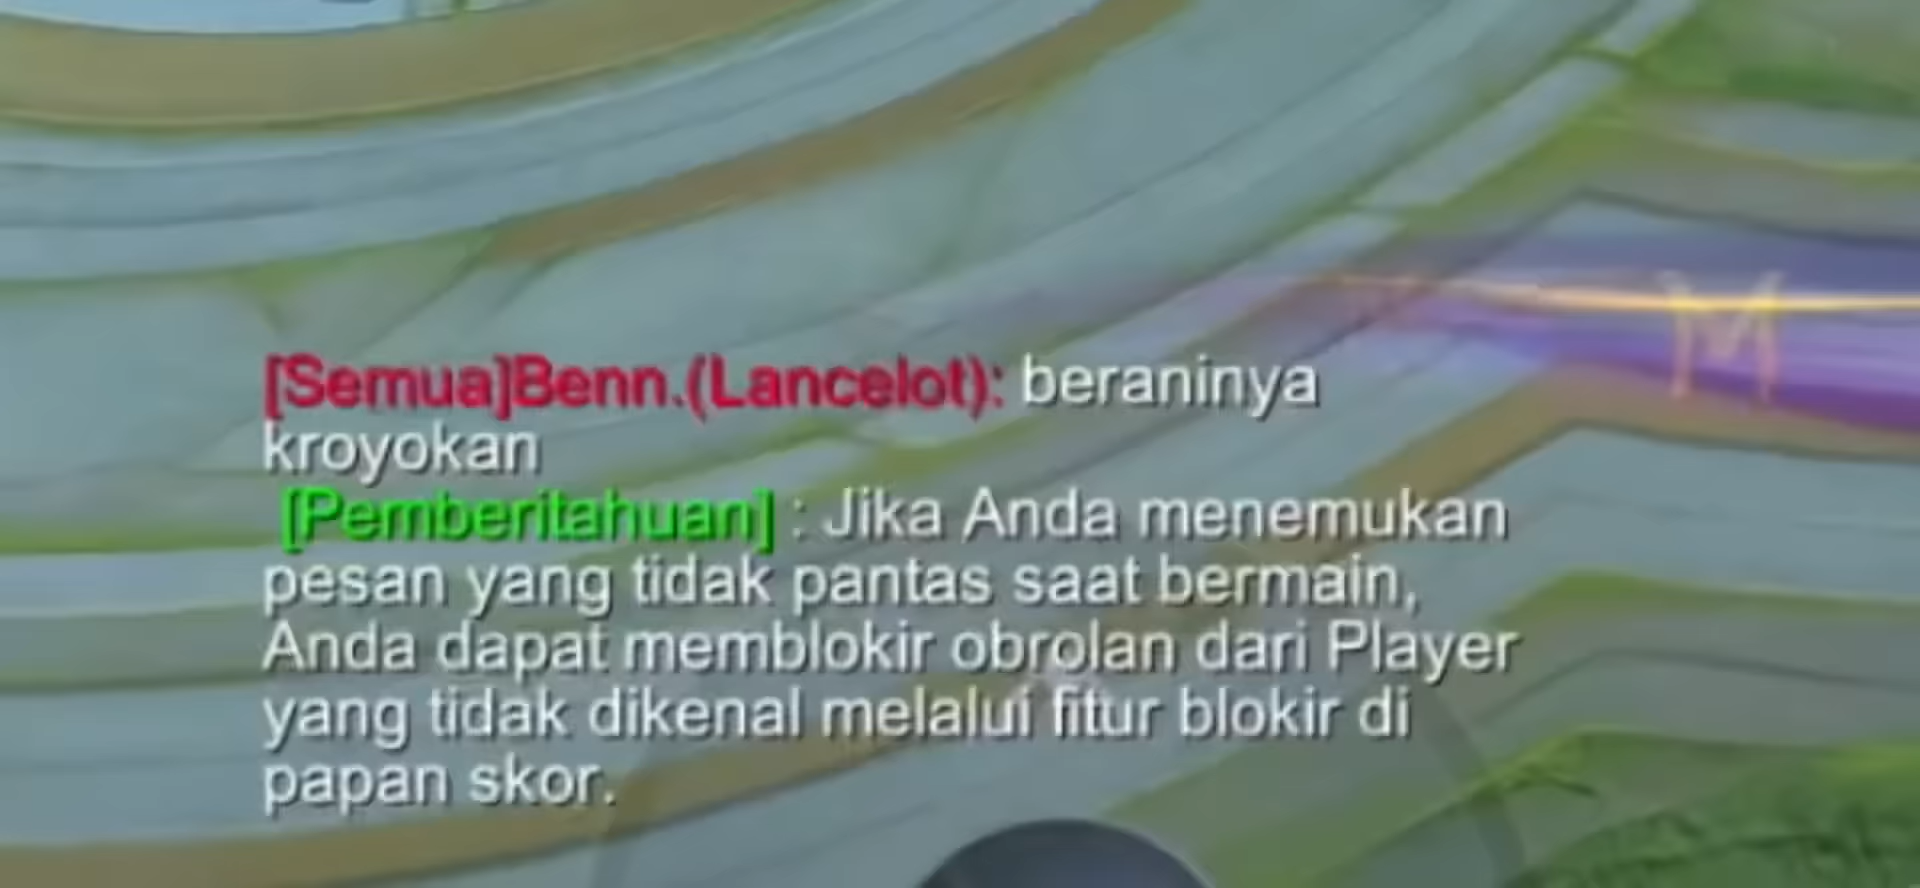 [Semua]Benn.(Lancelot): beraninya
kroyokan
[Pemberitahuan] : Jika Anda menemukan
pesan yang tidak pantas saat bermain,
Anda dapat memblokir obrolan dari Player
yang tidak dikenal melalui fitur blokir di
papan skor.